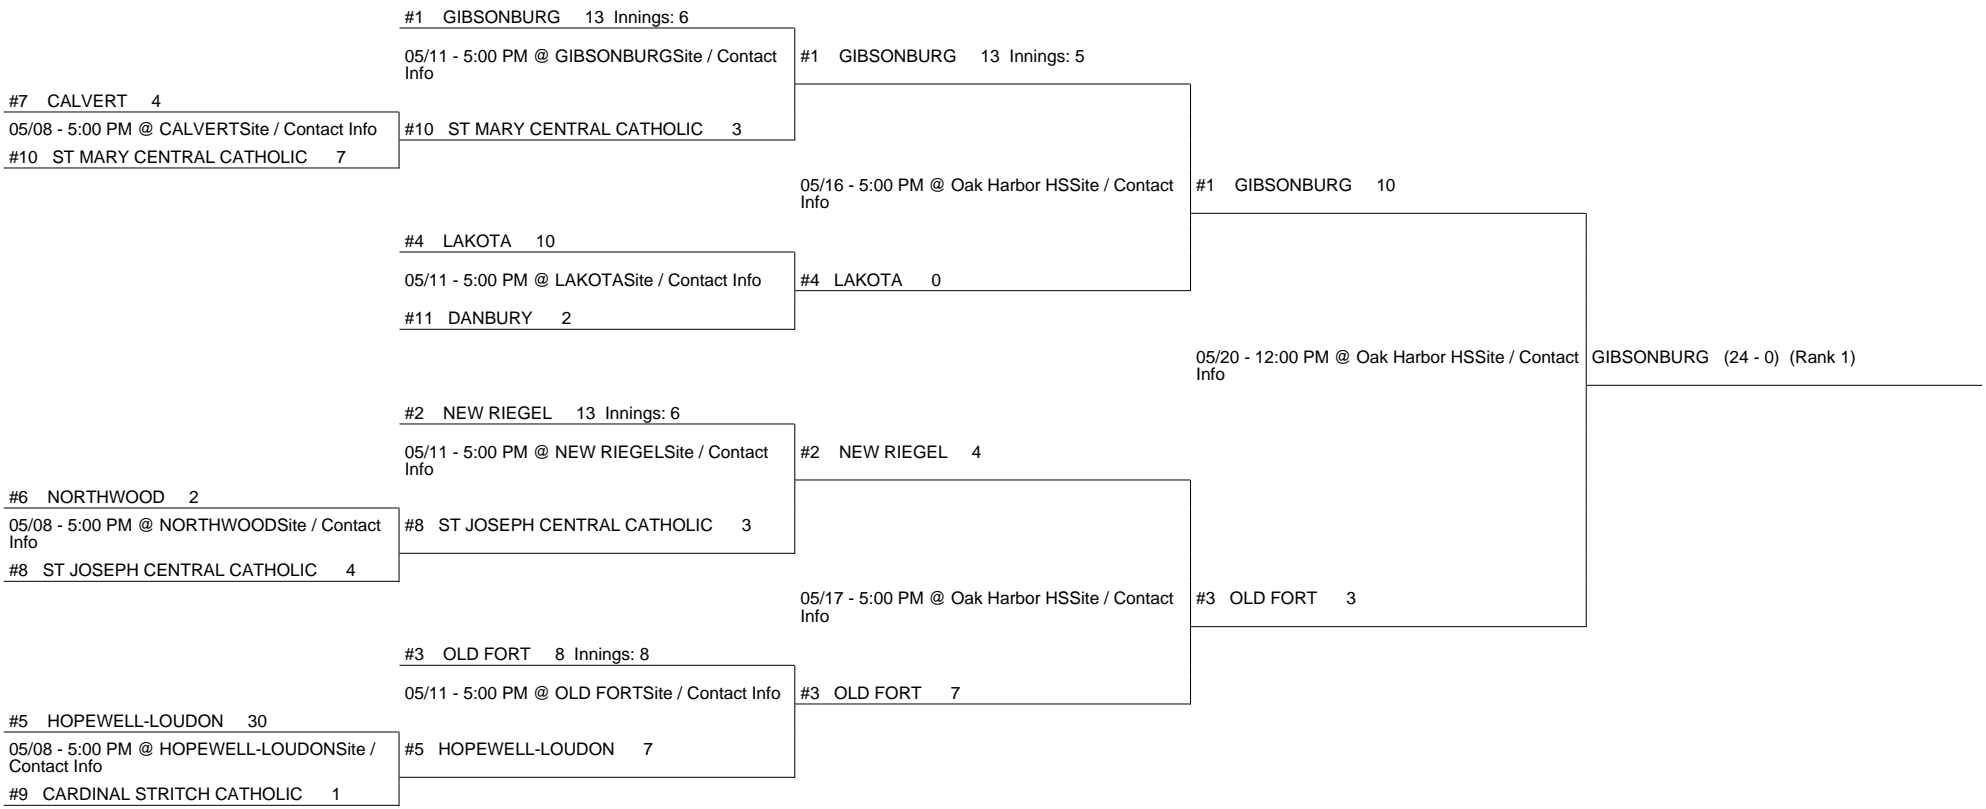 #1 GIBSONBURG 13 Innings: 6
05/11 - 5:00 PM @ GIBSONBURGSite / Contact
Info
#1 GIBSONBURG 13 Innings: 5
#7 CALVERT 4
05/08 - 5:00 PM @ CALVERTSite / Contact Info
#10 ST MARY CENTRAL CATHOLIC 3
#10 ST MARY CENTRAL CATHOLIC 7
05/16 - 5:00 PM @ Oak Harbor HSSite / Contact
Info
#1 GIBSONBURG 10
#4 LAKOTA 10
05/11 - 5:00 PM @ LAKOTASite / Contact Info
#4 LAKOTA 0
#11 DANBURY 2
05/20 - 12:00 PM @ Oak Harbor HSSite / Contact
Info
GIBSONBURG (24 - 0) (Rank 1)
#2 NEW RIEGEL 13 Innings: 6
05/11 - 5:00 PM @ NEW RIEGELSite / Contact
Info
#2 NEW RIEGEL 4
#6 NORTHWOOD 2
05/08 - 5:00 PM @ NORTHWOODSite / Contact
Info
#8 ST JOSEPH CENTRAL CATHOLIC 3
#8 ST JOSEPH CENTRAL CATHOLIC 4
05/17 - 5:00 PM @ Oak Harbor HSSite / Contact
Info
#3 OLD FORT 3
#3 OLD FORT 8 Innings: 8
05/11 - 5:00 PM @ OLD FORTSite / Contact Info
#3 OLD FORT 7
#5 HOPEWELL-LOUDON 30
05/08 - 5:00 PM @ HOPEWELL-LOUDONSite /
Contact Info
#5 HOPEWELL-LOUDON 7
#9 CARDINAL STRITCH CATHOLIC 1